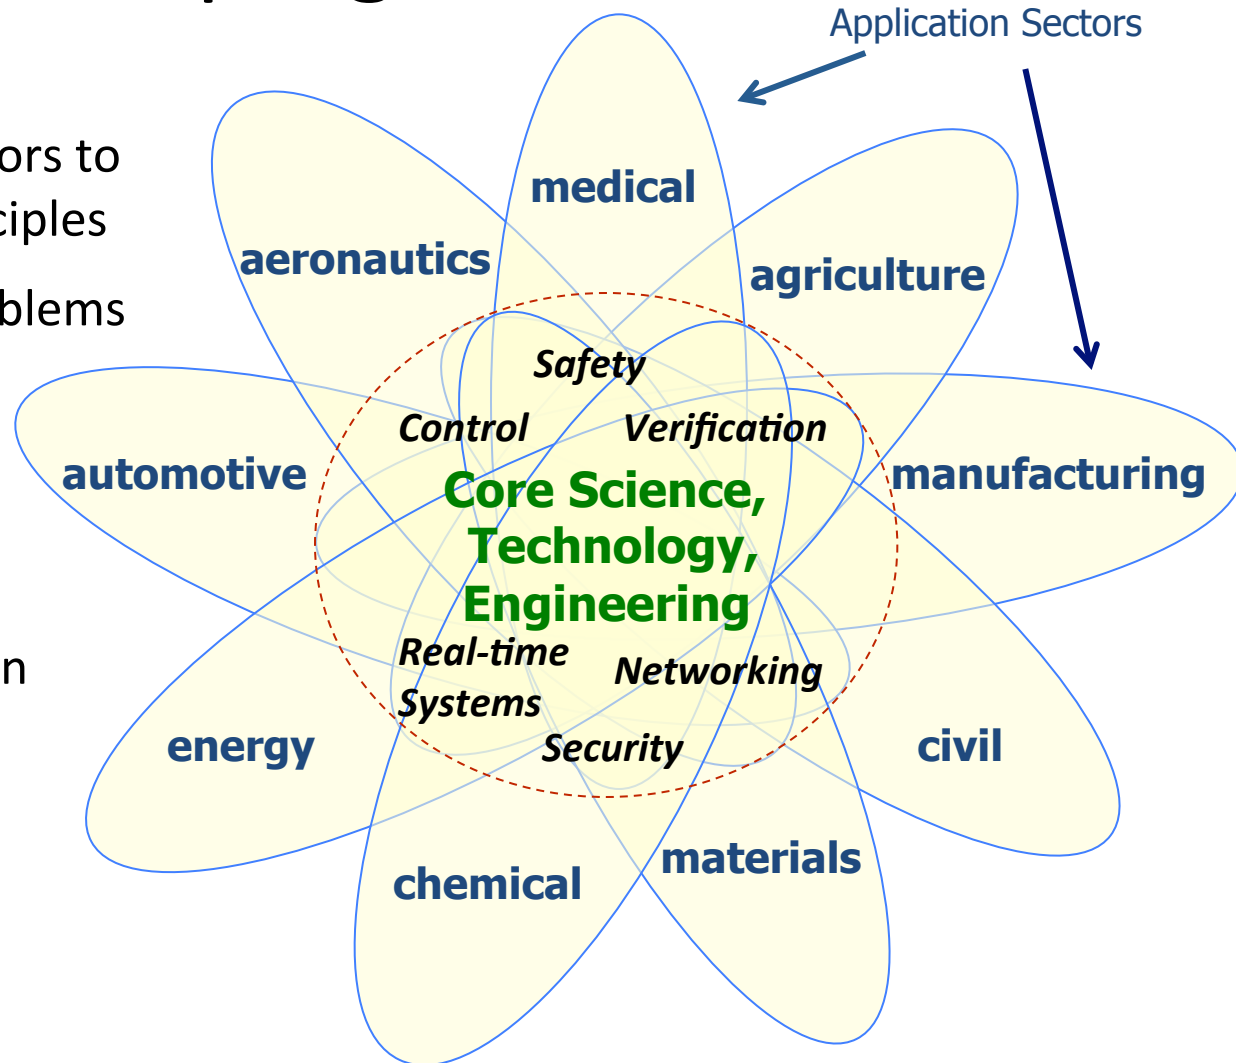 Application Sectors
ors to
ciples
blems
n
medical
aeronautics
agriculture
automotive
manufacturing
Safety
Control
Verification
Core Science,
Technology,
Engineering
Real-time
Systems
Networking
Security
energy
civil
chemical
materials